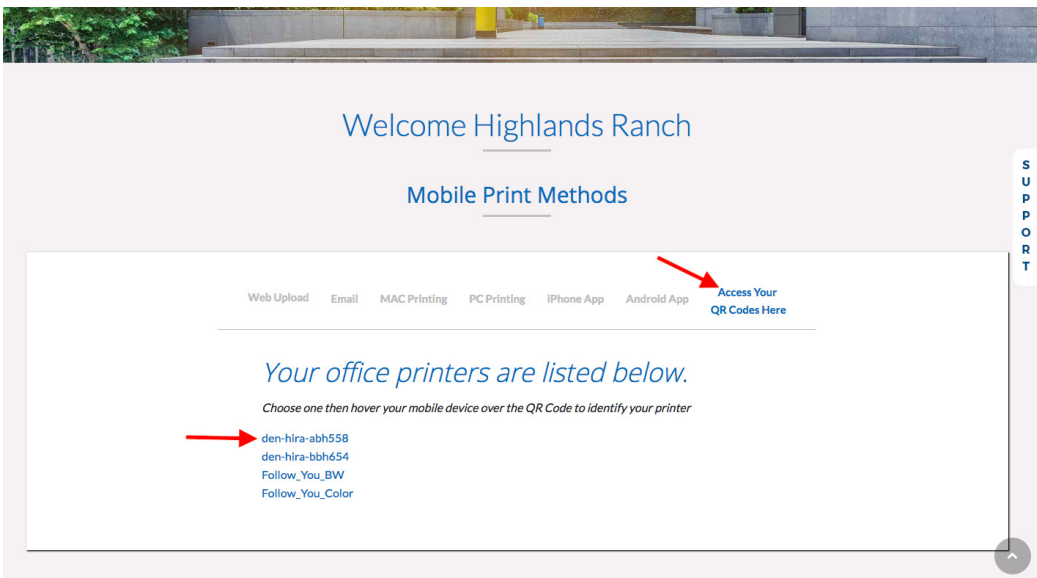 Welcome Highlands Ranch
Mobile Print Methods
SUPPORT
Web Upload Email MAC Printing PC Printing iPhone App Android App Access Your
QR Codes Here
Your office printers are listed below.
Choose one then hover your mobile device over the QR Code to identify your printer
den-hira-abh558
den-hira-bbh654
Follow_You_BW
Follow_You_Color